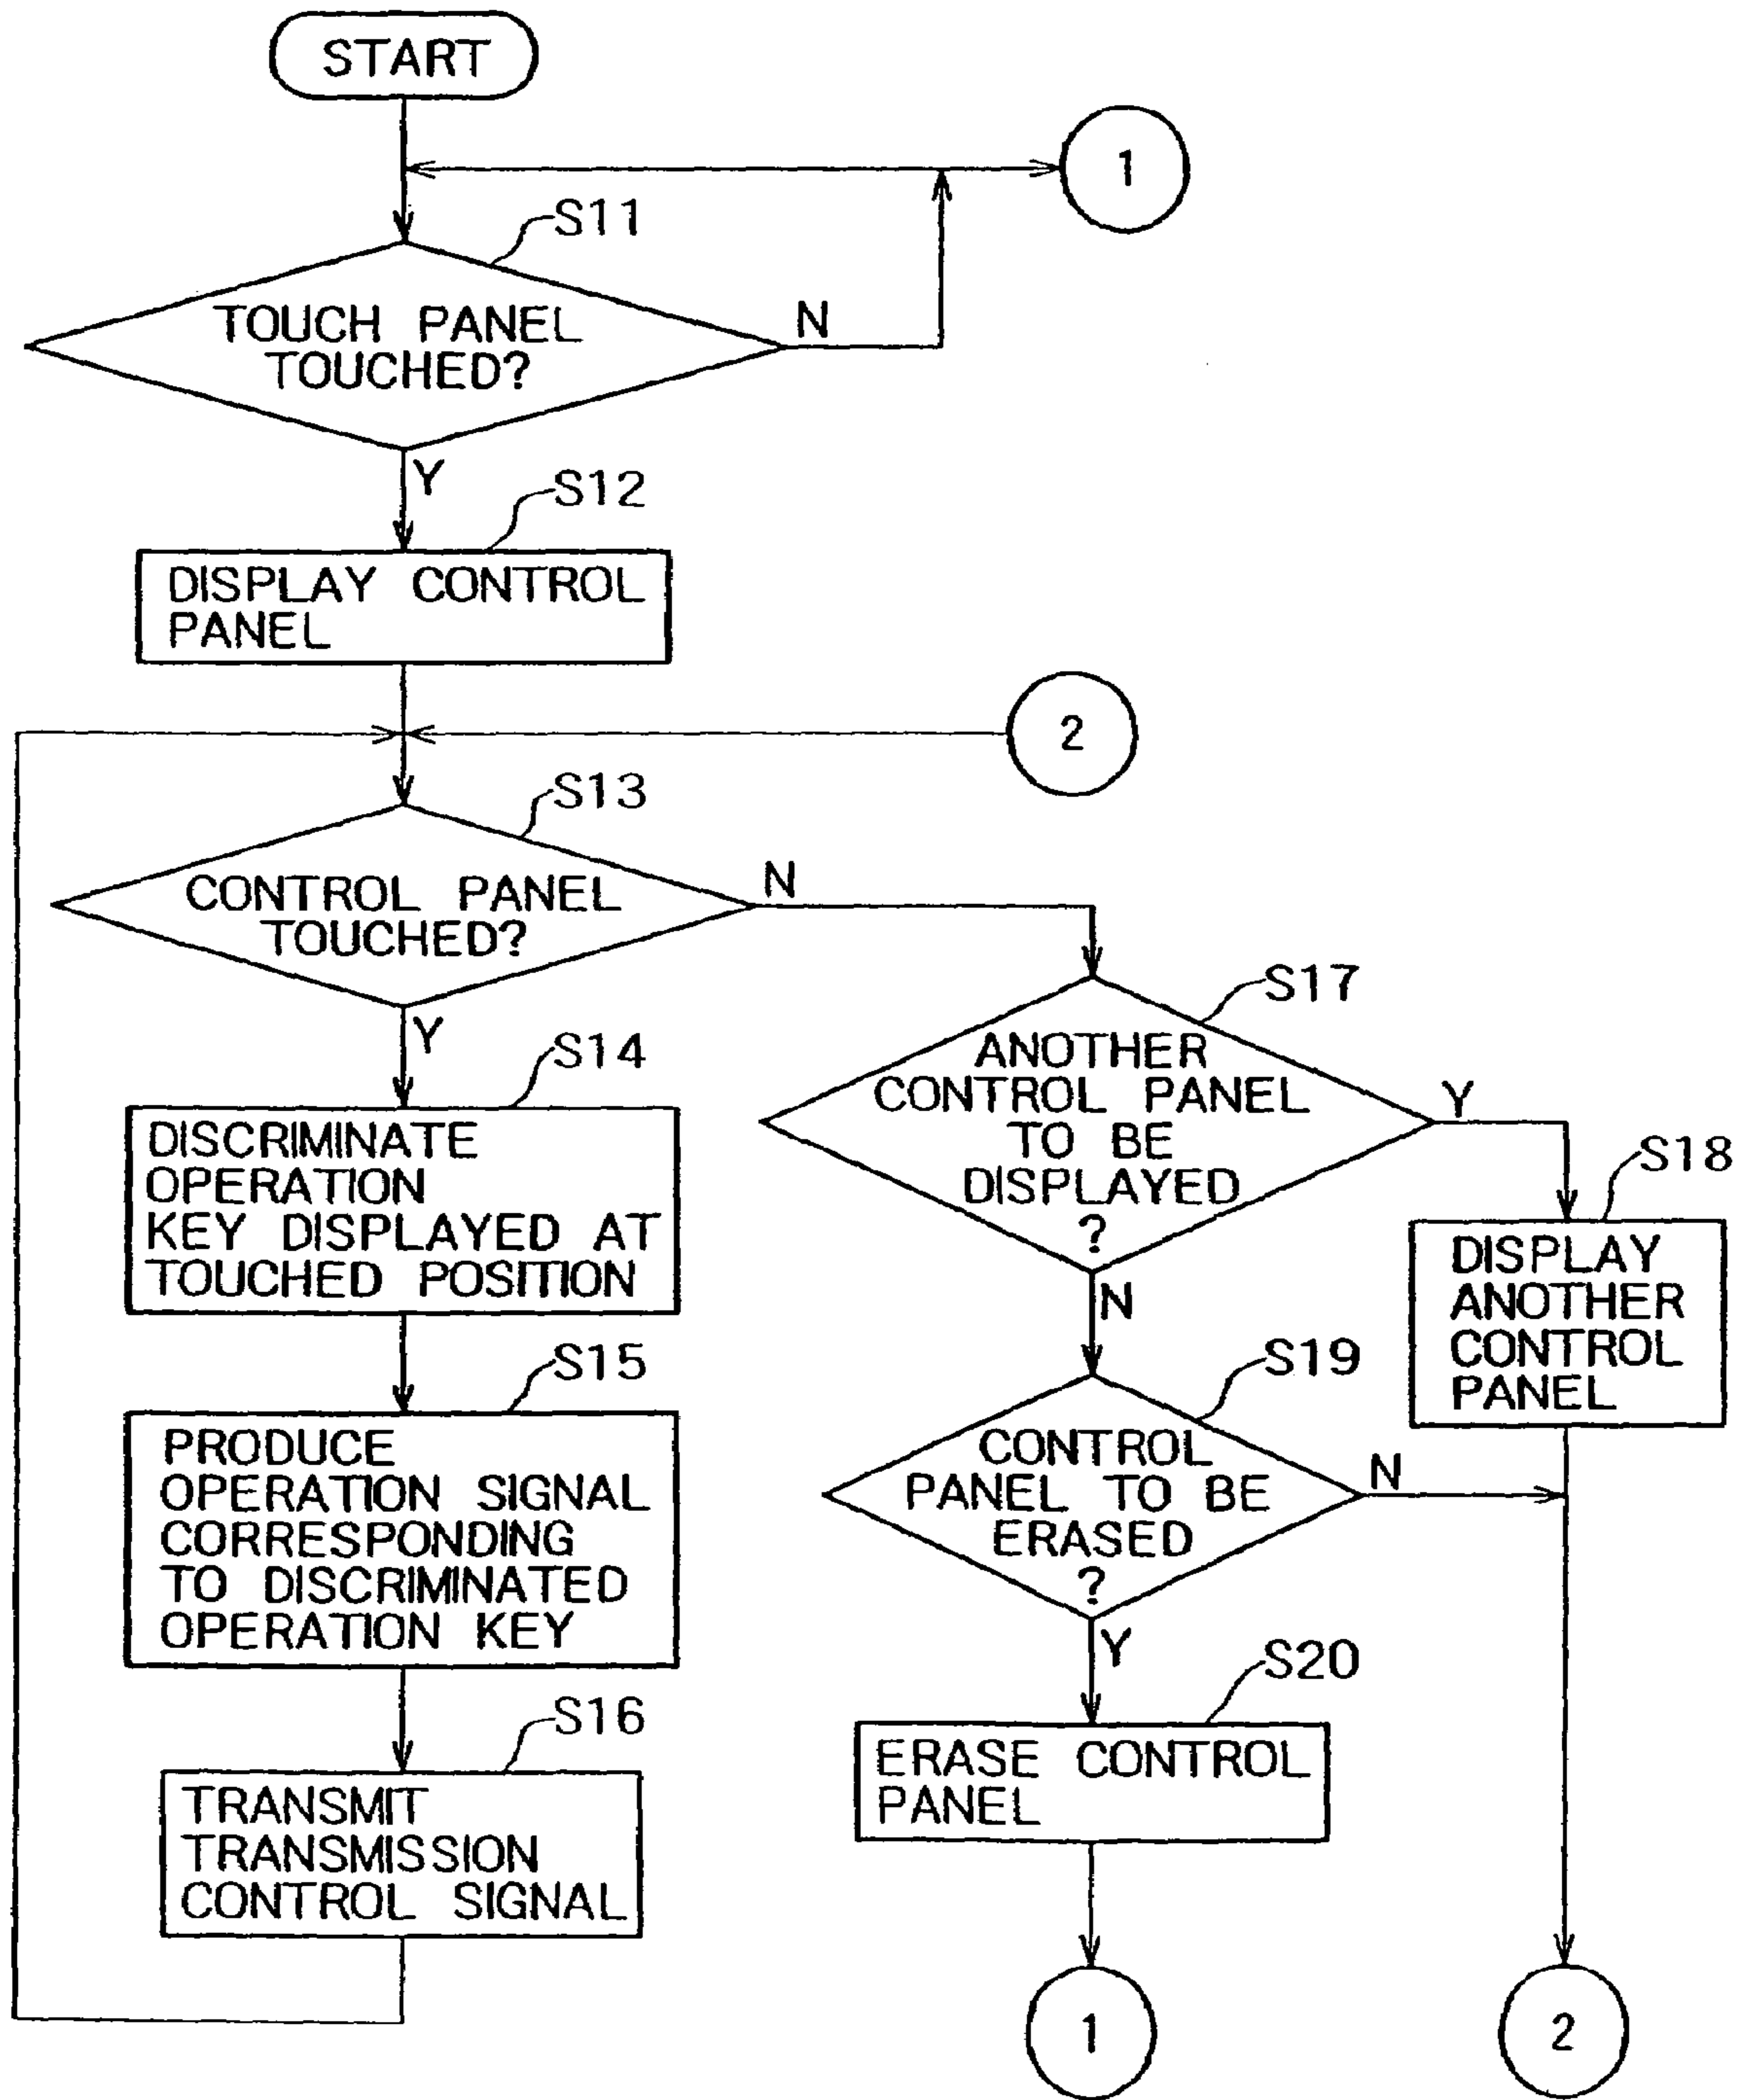 START
1
S11
TOUCH PANEL
TOUCHED?
N
Y
S12
DISPLAY CONTROL
PANEL
2
S13
CONTROL PANEL
TOUCHED?
N
Y
S14
DISCRIMINATE
OPERATION
KEY DISPLAYED AT
TOUCHED POSITION
S15
PRODUCE
OPERATION SIGNAL
CORRESPONDING
TO DISCRIMINATED
OPERATION KEY
S16
TRANSMIT
TRANSMISSION
CONTROL SIGNAL
S17
ANOTHER
CONTROL PANEL
TO BE
DISPLAYED
?
Y
N
S18
DISPLAY
ANOTHER
CONTROL
PANEL
S19
CONTROL
PANEL TO BE
ERASED
?
N
Y
S20
ERASE CONTROL
PANEL
1
2